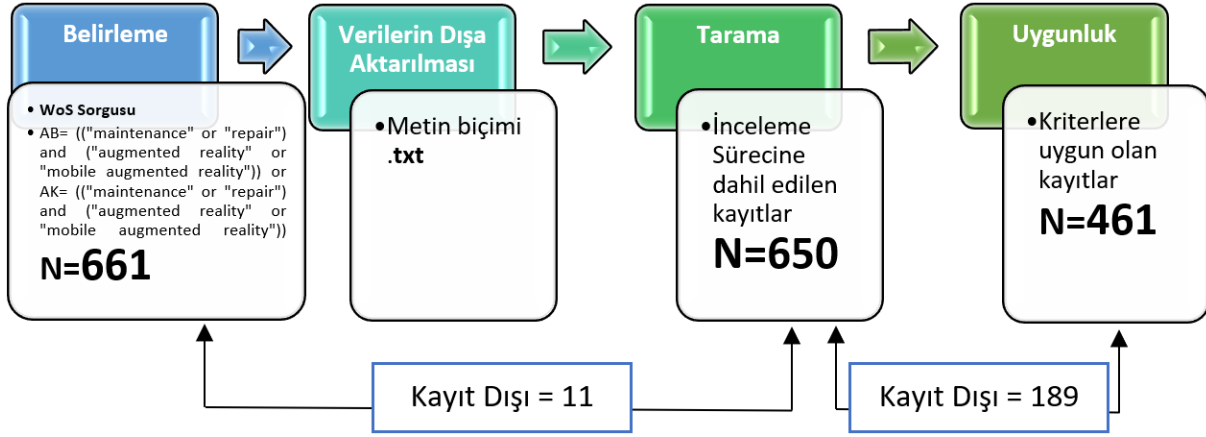 Belirleme
• WoS Sorgusu
• AB= (("maintenance" or "repair")
and ("augmented reality" or
"mobile augmented reality")) or
AK= (("maintenance" or "repair")
and ("augmented reality" or
"mobile augmented reality"))
N=661
Verilerin Dışa
Aktarılması
•Metin biçimi
.txt
Tarama
•İnceleme
Sürecine
dahil edilen
kayıtlar
N=650
Uygunluk
•Kriterlere
uygun olan
kayıtlar
N=461
Kayıt Dışı = 11
Kayıt Dışı = 189